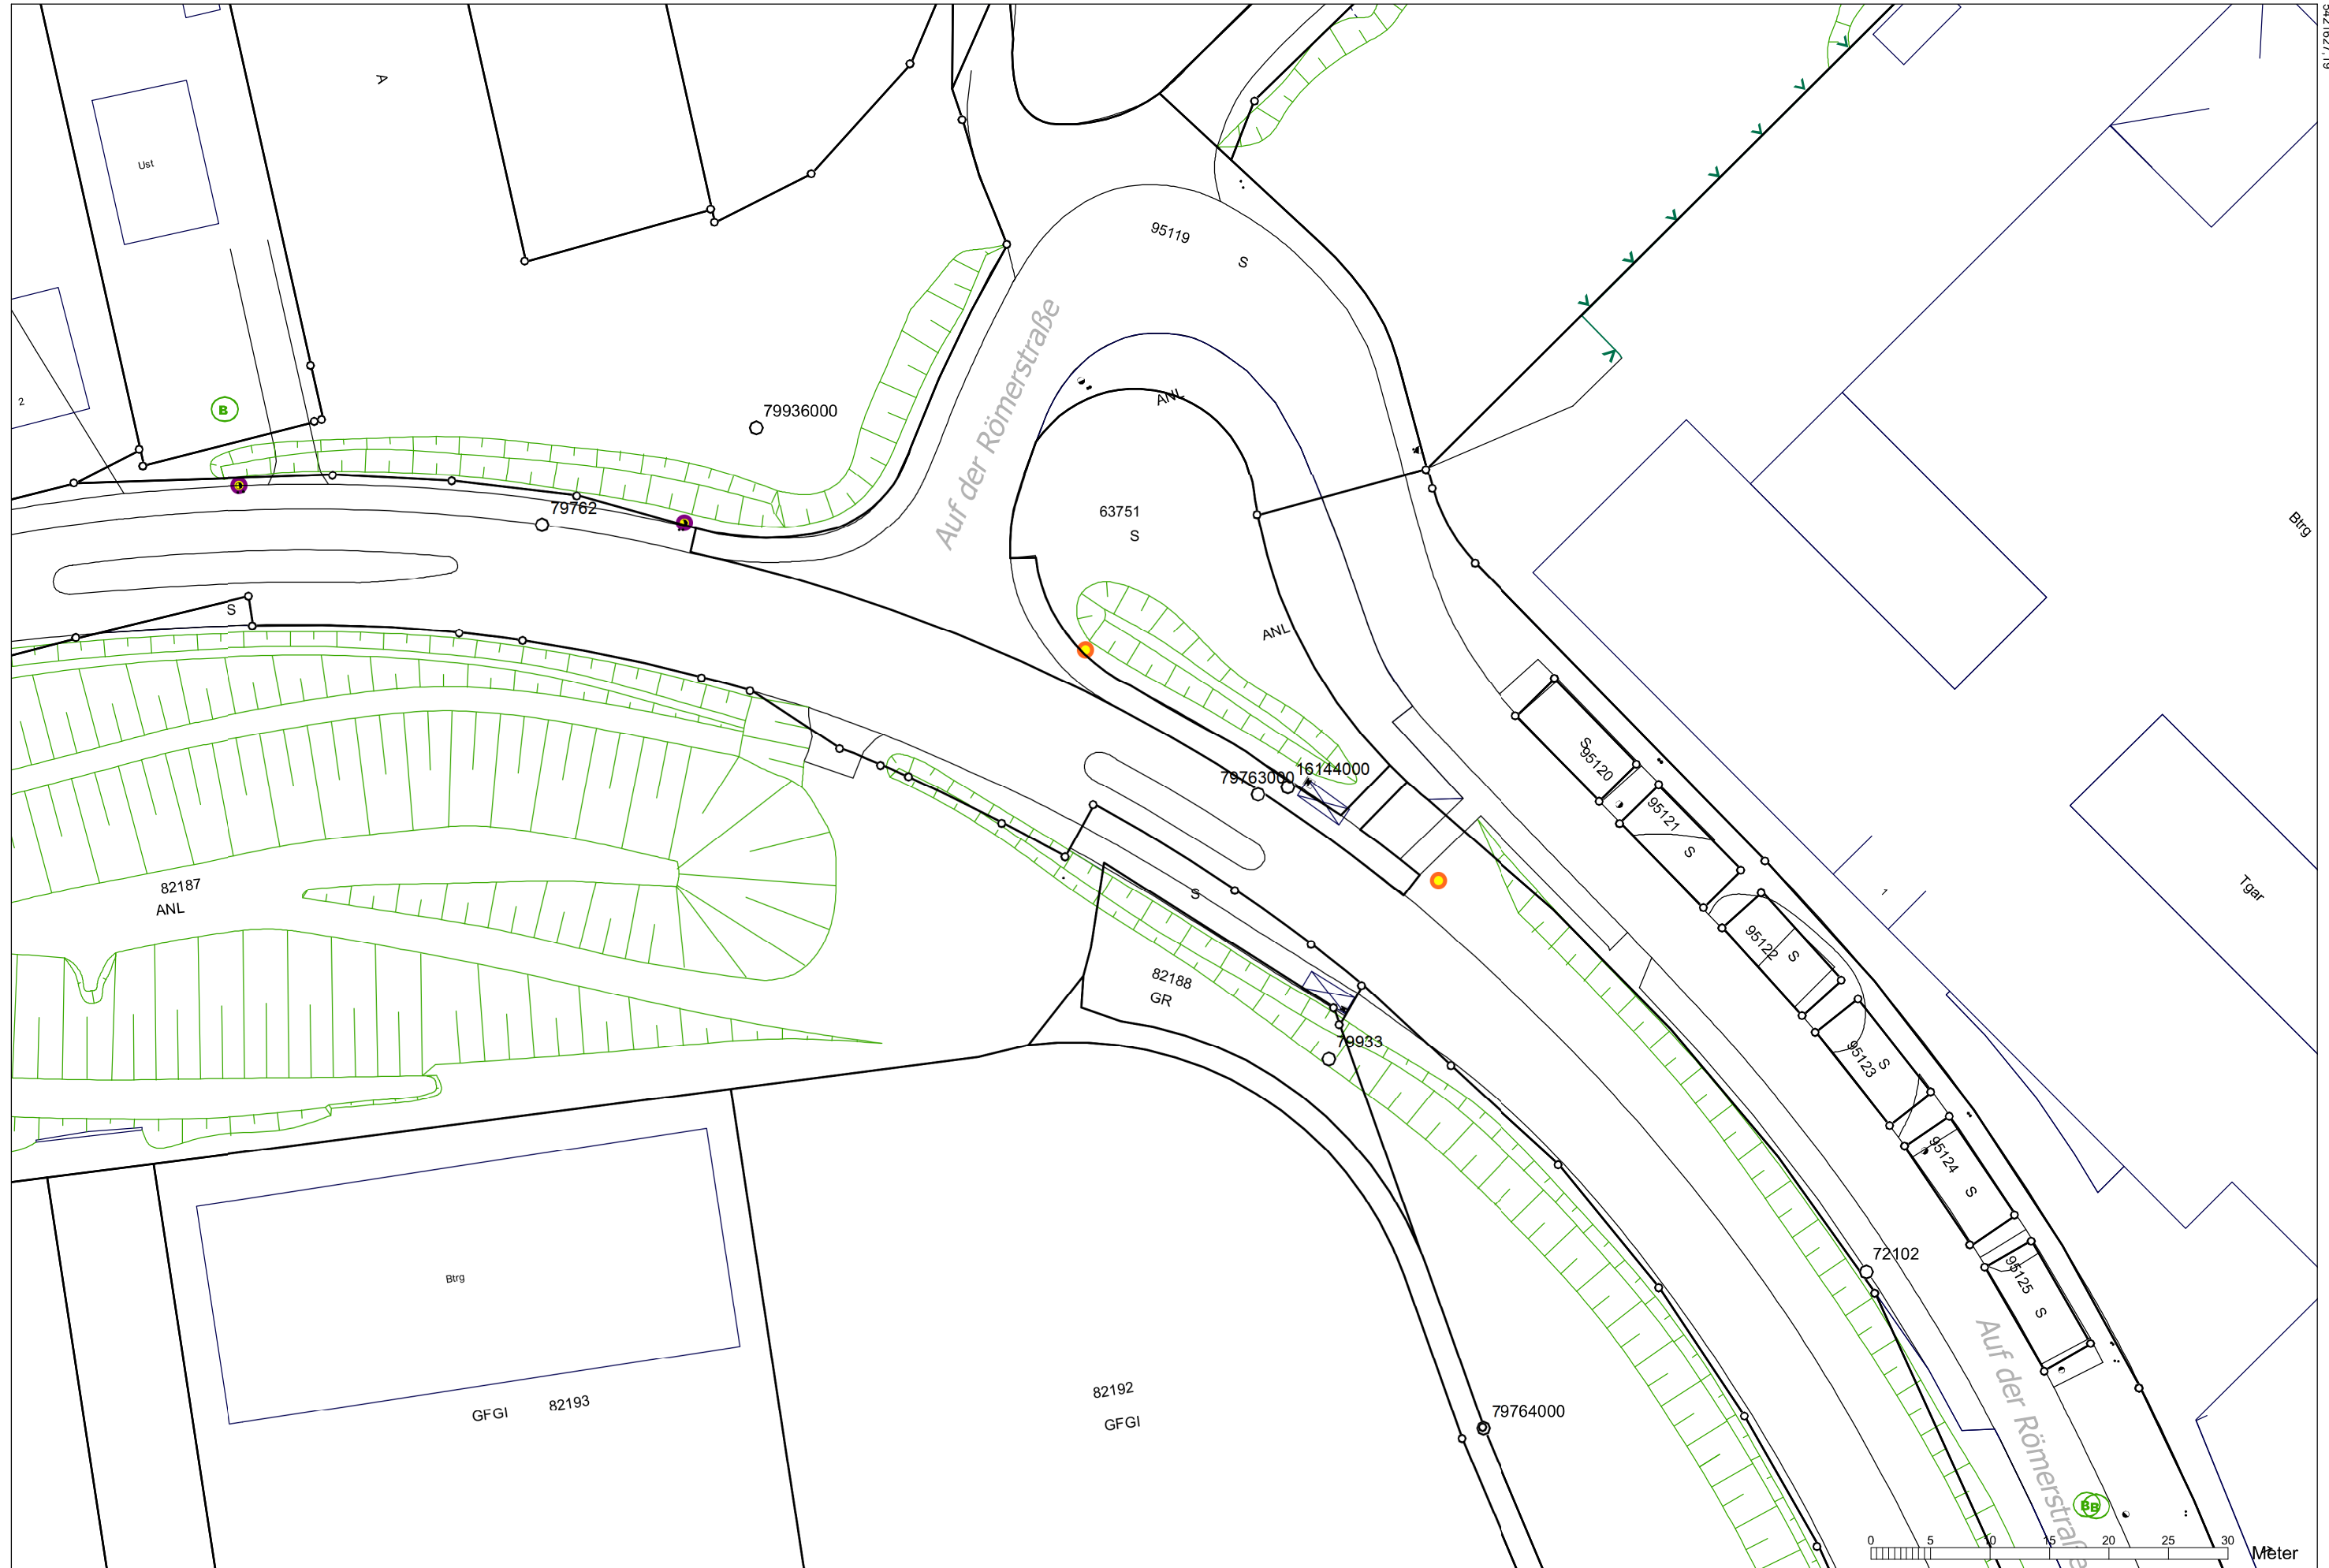 5421627,19
A
Ust
95119
S
Auf der Römerstraße
2
B
ANL
79936000
79762
63751
S
Btrg
S
ANL
S
95120
79763000
16144000
95121
S
1
Tgar
82187
ANL
S
95122
S
82188
GR
79933
95123
S
95124
S
72102
95125
S
Btrg
Auf der Römerstraße
82192
GFGI
82193
GFGI
79764000
B
B
0 5 10 15 20 25 30
Meter